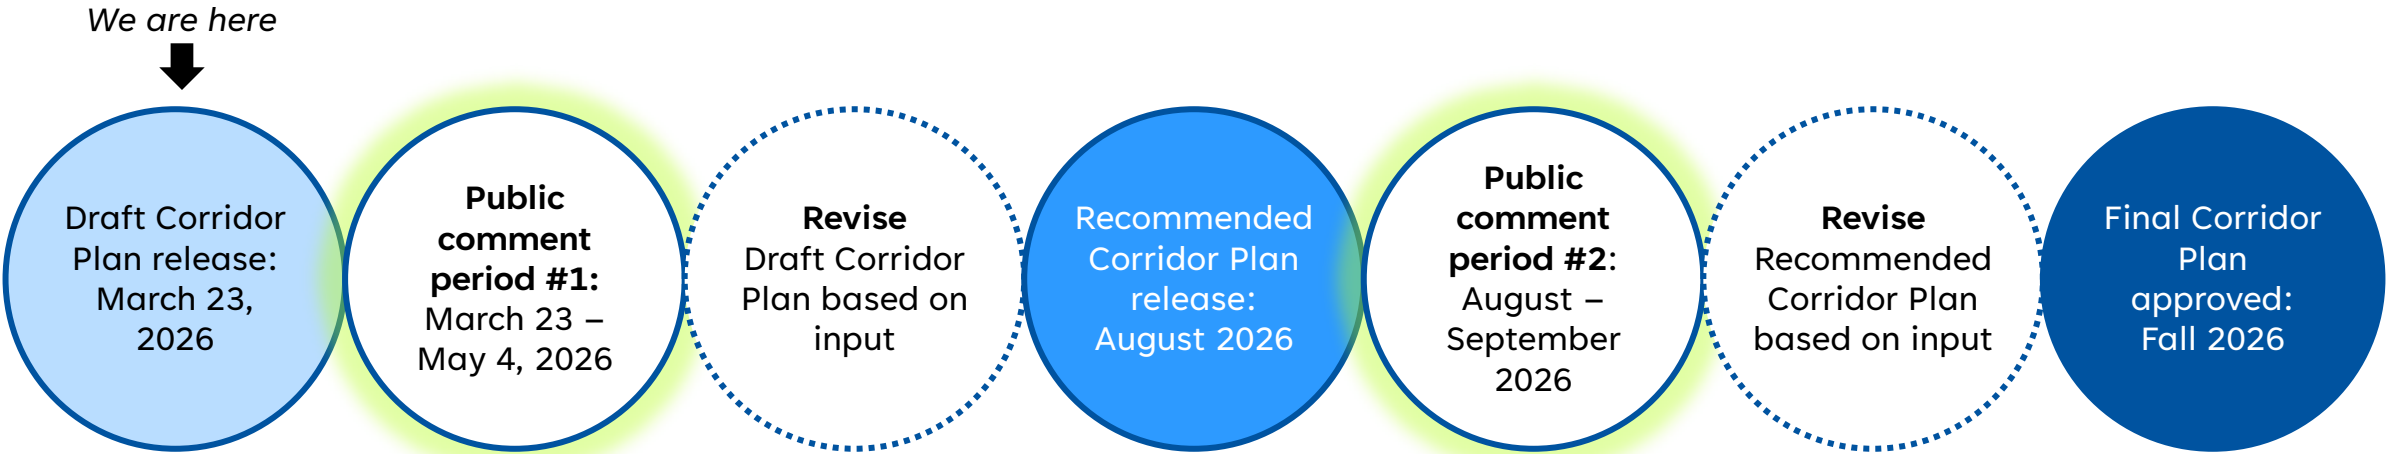 We are here
Draft Corridor
Plan release:
March 23,
2026
Public
comment
period #1:
March 23 –
May 4, 2026
Revise
Draft Corridor
Plan based on
input
Recommended
Corridor Plan
release:
August 2026
Public
comment
period #2:
August –
September
2026
Revise
Recommended
Corridor Plan
based on input
Final Corridor
Plan
approved:
Fall 2026